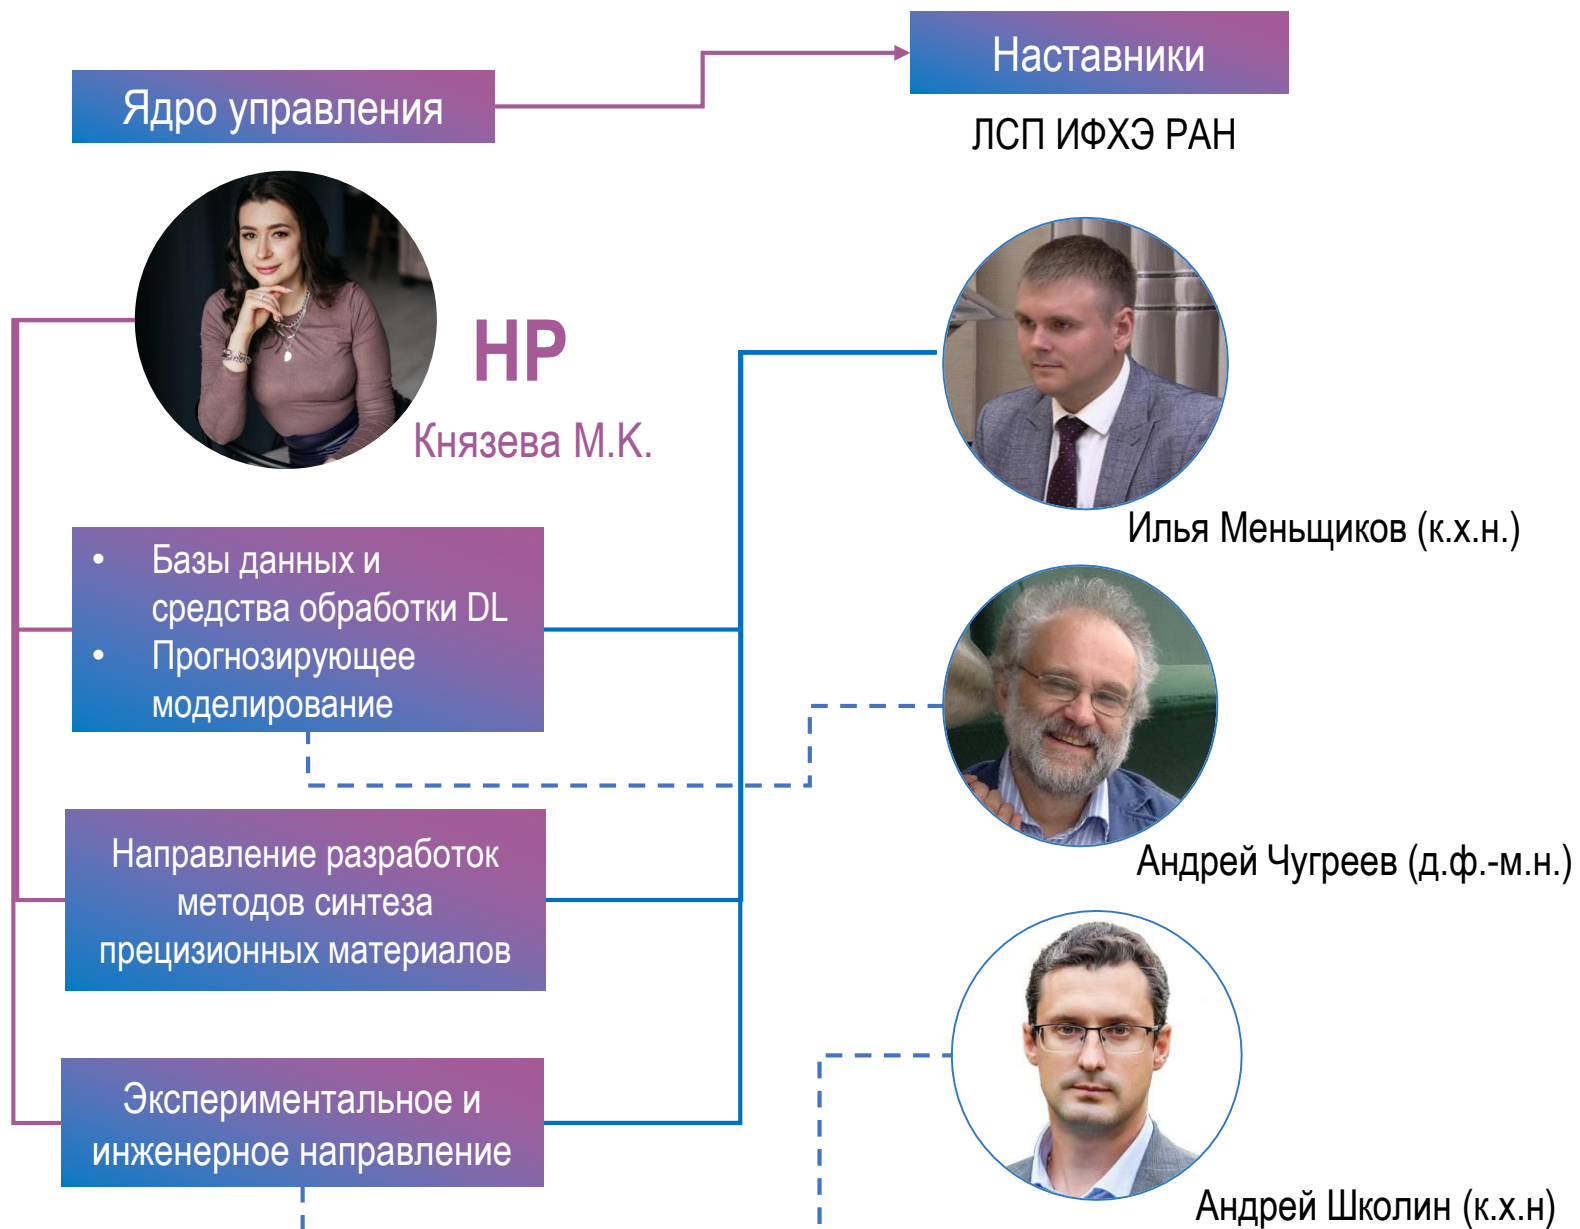 Ядро управления
Наставники
ЛСП ИФХЭ РАН
НР
Князева М.К.
Илья Меньщиков (к.х.н.)
• Базы данных и
средства обработки DL
• Прогнозирующее
моделирование
Андрей Чугреев (д.ф.-м.н.)
Направление разработок
методов синтеза
прецизионных материалов
Экспериментальное и
инженерное направление
Андрей Школин (к.х.н)